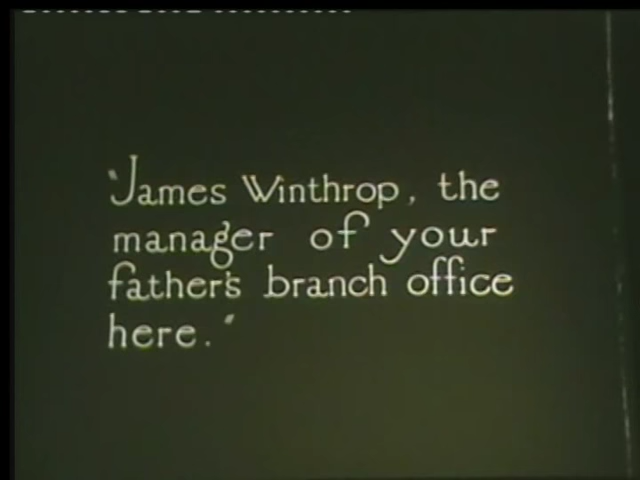 "James Winthrop, the
manager of your
father's branch office
here."